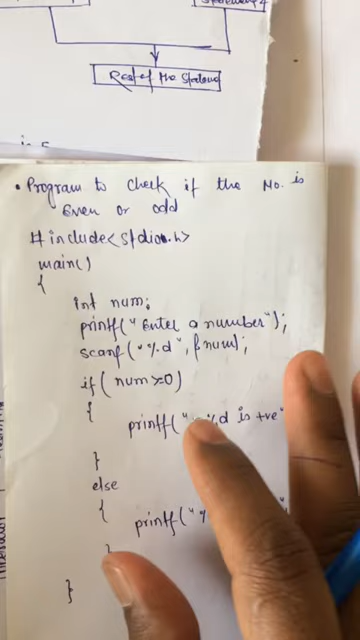 Rest of the
• Program to check if the No. is
Even or odd
#include<stdio.h>
main()
{
int num;
printf("Enter a number");
scanf("%d", &num);
if( num>=0)
{
printf(" %d is +ve"
}
else
{
printf("%
}
}